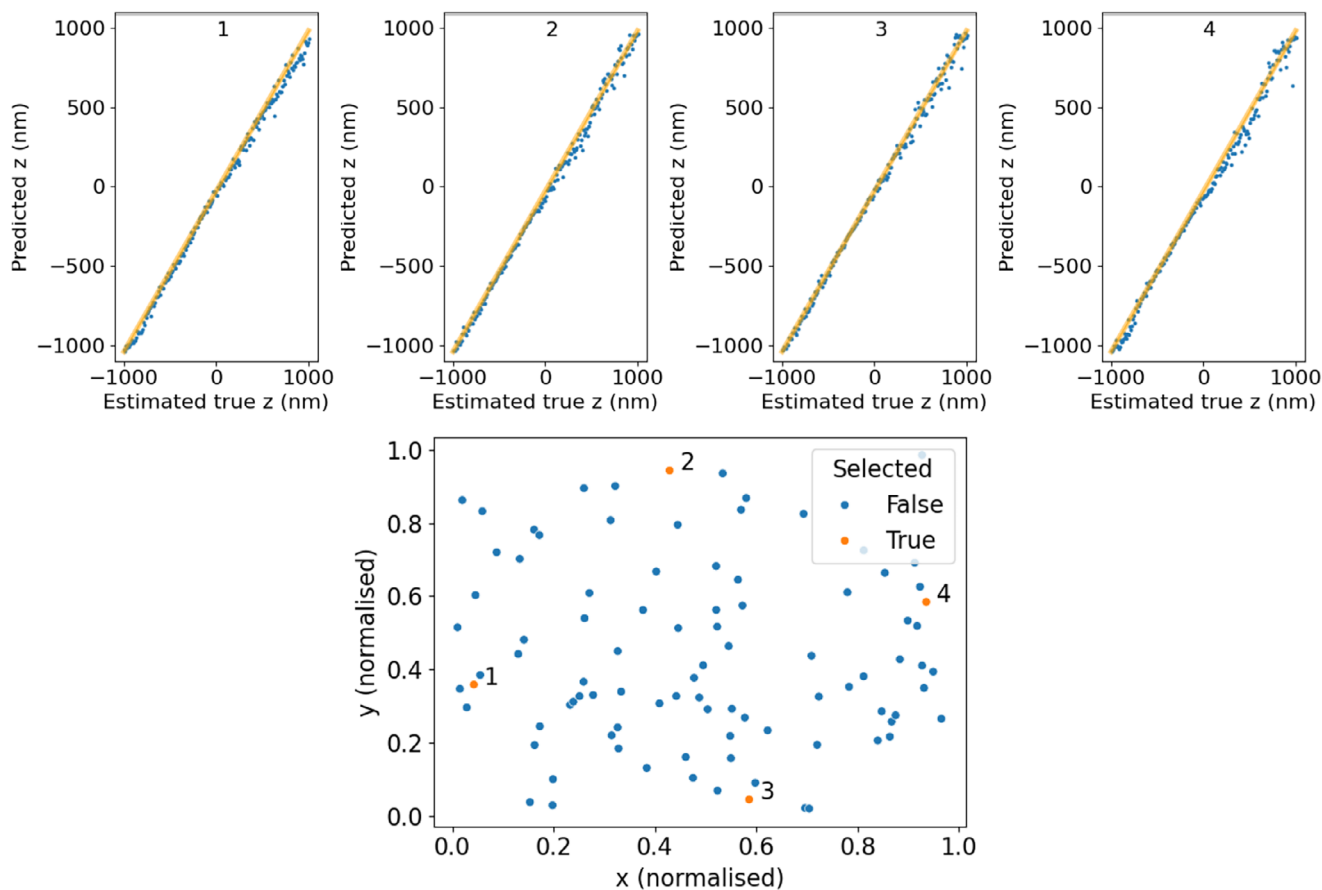 1
1000
500
0
−500
−1000
Predicted z (nm)
−1000 0 1000
Estimated true z (nm)
2
1000
500
0
−500
−1000
Predicted z (nm)
−1000 0 1000
Estimated true z (nm)
3
1000
500
0
−500
−1000
Predicted z (nm)
−1000 0 1000
Estimated true z (nm)
4
1000
500
0
−500
−1000
Predicted z (nm)
−1000 0 1000
Estimated true z (nm)
1.0
0.8
0.6
0.4
0.2
0.0
y (normalised)
2
Selected
False
True
4
1
3
0.0 0.2 0.4 0.6 0.8 1.0
x (normalised)